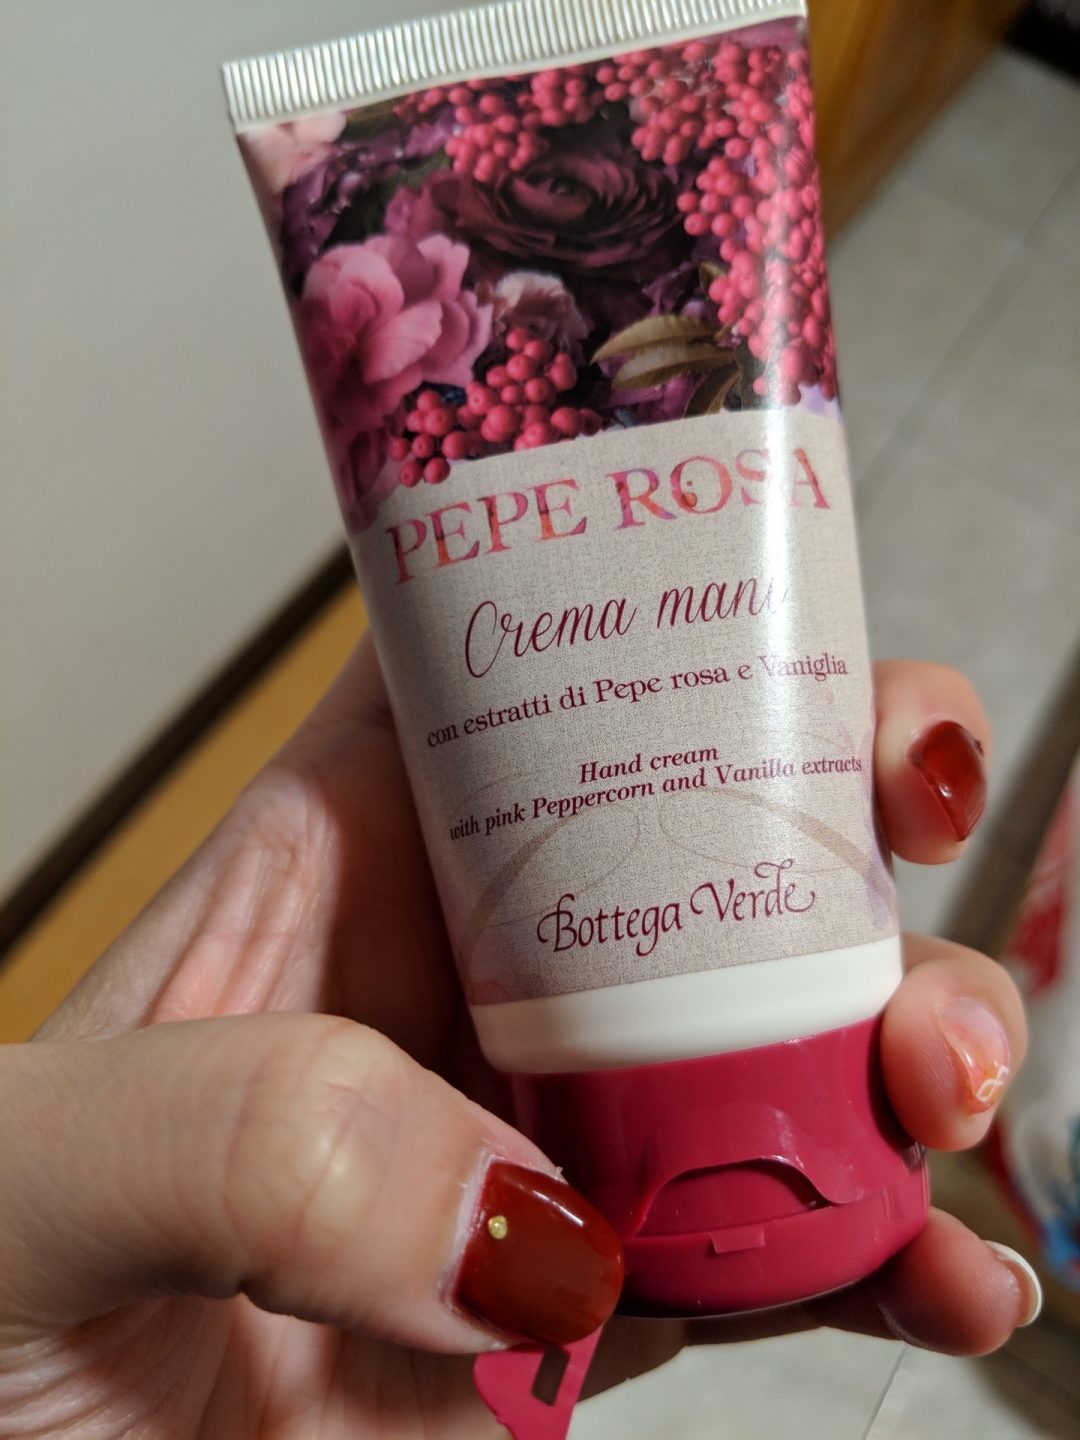 PEPE ROSA
Crema mani
con estratti di Pepe rosa e Vaniglia
Hand cream
with pink Peppercorn and Vanilla extracts
Bottega Verde